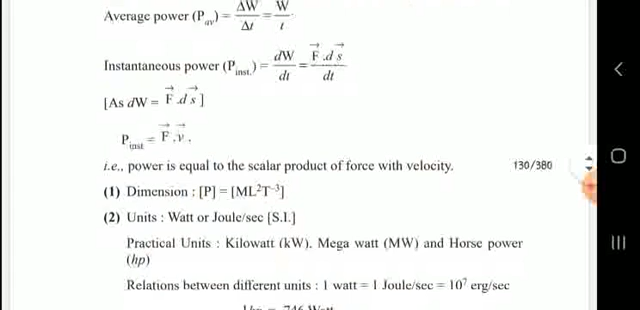 Average power (P_av) = ΔW/Δt = W/t
Instantaneous power (P_inst.) = dW/dt = F⃗.ds⃗/dt
[As dW = F⃗.ds⃗]
P_inst = F⃗.v⃗.
i.e., power is equal to the scalar product of force with velocity.
130/380
(1) Dimension : [P] = [ML²T⁻³]
(2) Units : Watt or Joule/sec [S.I.]
Practical Units : Kilowatt (kW). Mega watt (MW) and Horse power
(hp)
Relations between different units : 1 watt = 1 Joule/sec = 10⁷ erg/sec
1hp = 746 Watt